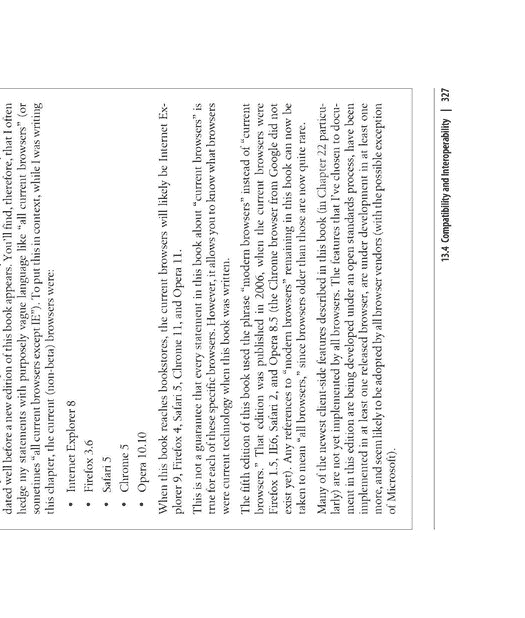 dated well before a new edition of this book appears. You'll find, therefore, that I often
hedge my statements with purposely vague language like "all current browsers" (or
sometimes "all current browsers except IE"). To put this in context, while I was writing
this chapter, the current (non-beta) browsers were:
• Internet Explorer 8
• Firefox 3.6
• Safari 5
• Chrome 5
• Opera 10.10
When this book reaches bookstores, the current browsers will likely be Internet Ex-
plorer 9, Firefox 4, Safari 5, Chrome 11, and Opera 11.
This is not a guarantee that every statement in this book about "current browsers" is
true for each of these specific browsers. However, it allows you to know what browsers
were current technology when this book was written.
The fifth edition of this book used the phrase "modern browsers" instead of "current
browsers." That edition was published in 2006, when the current browsers were
Firefox 1.5, IE6, Safari 2, and Opera 8.5 (the Chrome browser from Google did not
exist yet). Any references to "modern browsers" remaining in this book can now be
taken to mean "all browsers," since browsers older than those are now quite rare.
Many of the newest client-side features described in this book (in Chapter 22 particu-
larly) are not yet implemented by all browsers. The features that I've chosen to docu-
ment in this edition are being developed under an open standards process, have been
implemented in at least one released browser, are under development in at least one
more, and seem likely to be adopted by all browser vendors (with the possible exception
of Microsoft).
13.4 Compatibility and Interoperability | 327